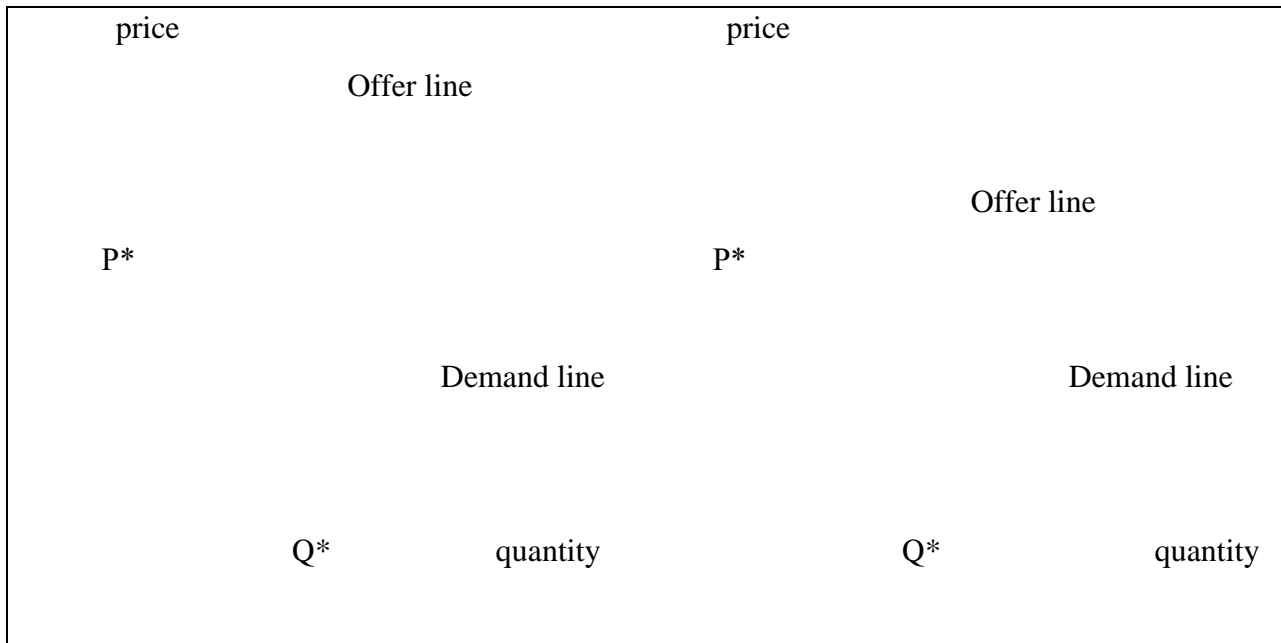 price price
Offer line
Offer line
P* P*
Demand line Demand line
Q* quantity Q* quantity